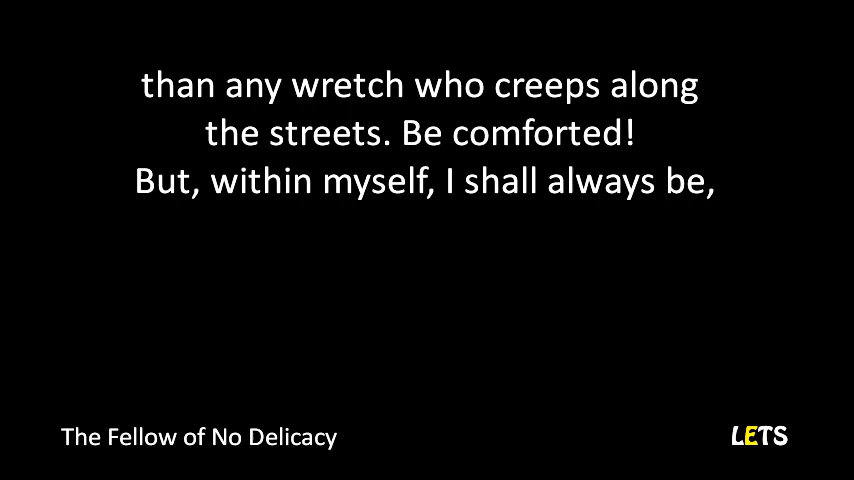 than any wretch who creeps along
the streets. Be comforted!
But, within myself, I shall always be,
The Fellow of No Delicacy
LETS